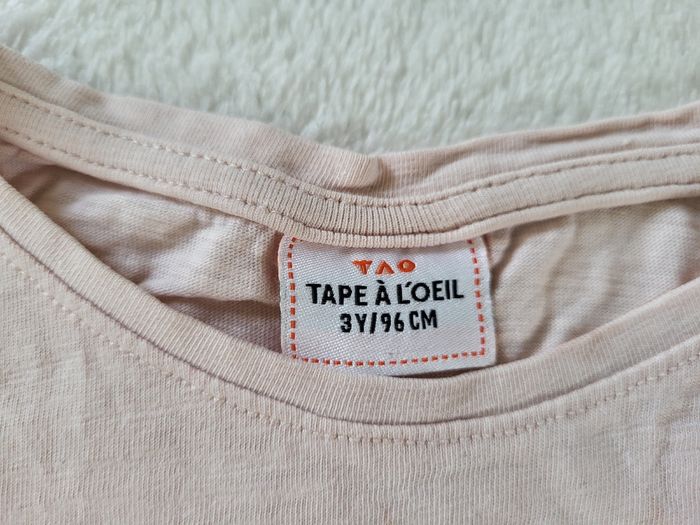 TAO
TAPE À L'OEIL
3Y/96 CM